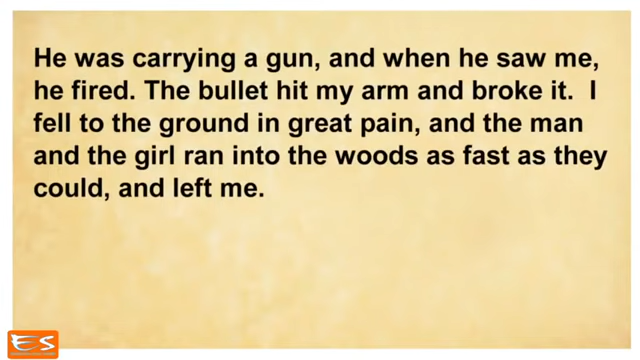 He was carrying a gun, and when he saw me,
he fired. The bullet hit my arm and broke it.  I
fell to the ground in great pain, and the man
and the girl ran into the woods as fast as they
could, and left me.
ES